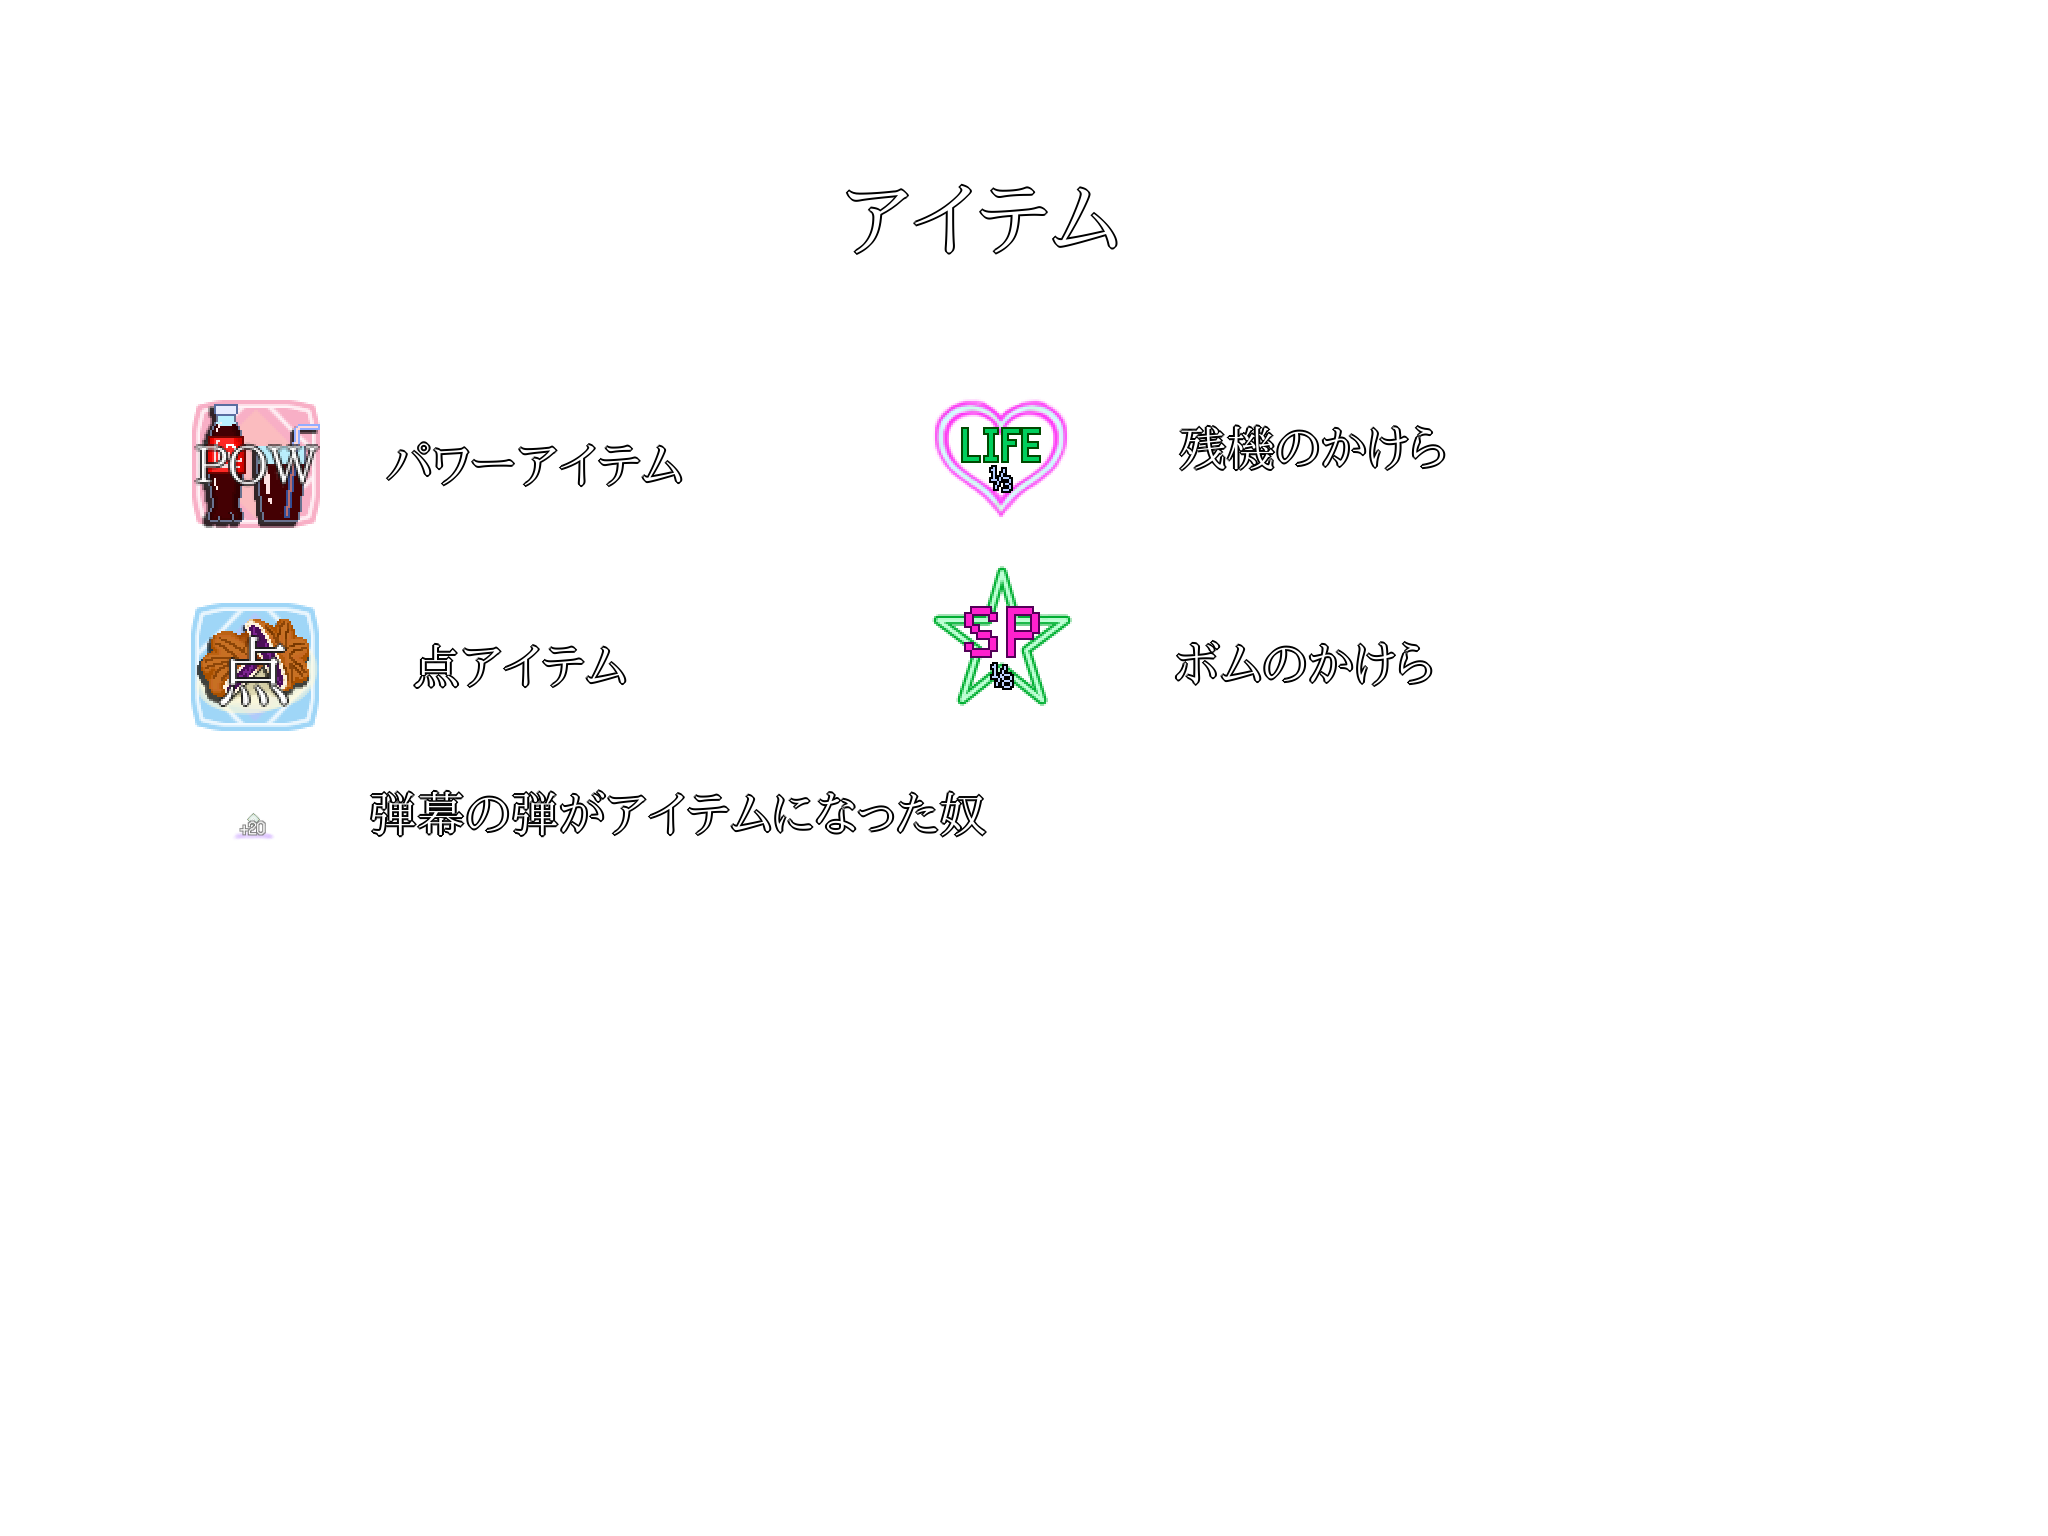 アイテム
POW
パワーアイテム
LIFE
1/3
残機のかけら
点
点アイテム
SP
1/8
ボムのかけら
+20
弾幕の弾がアイテムになった奴